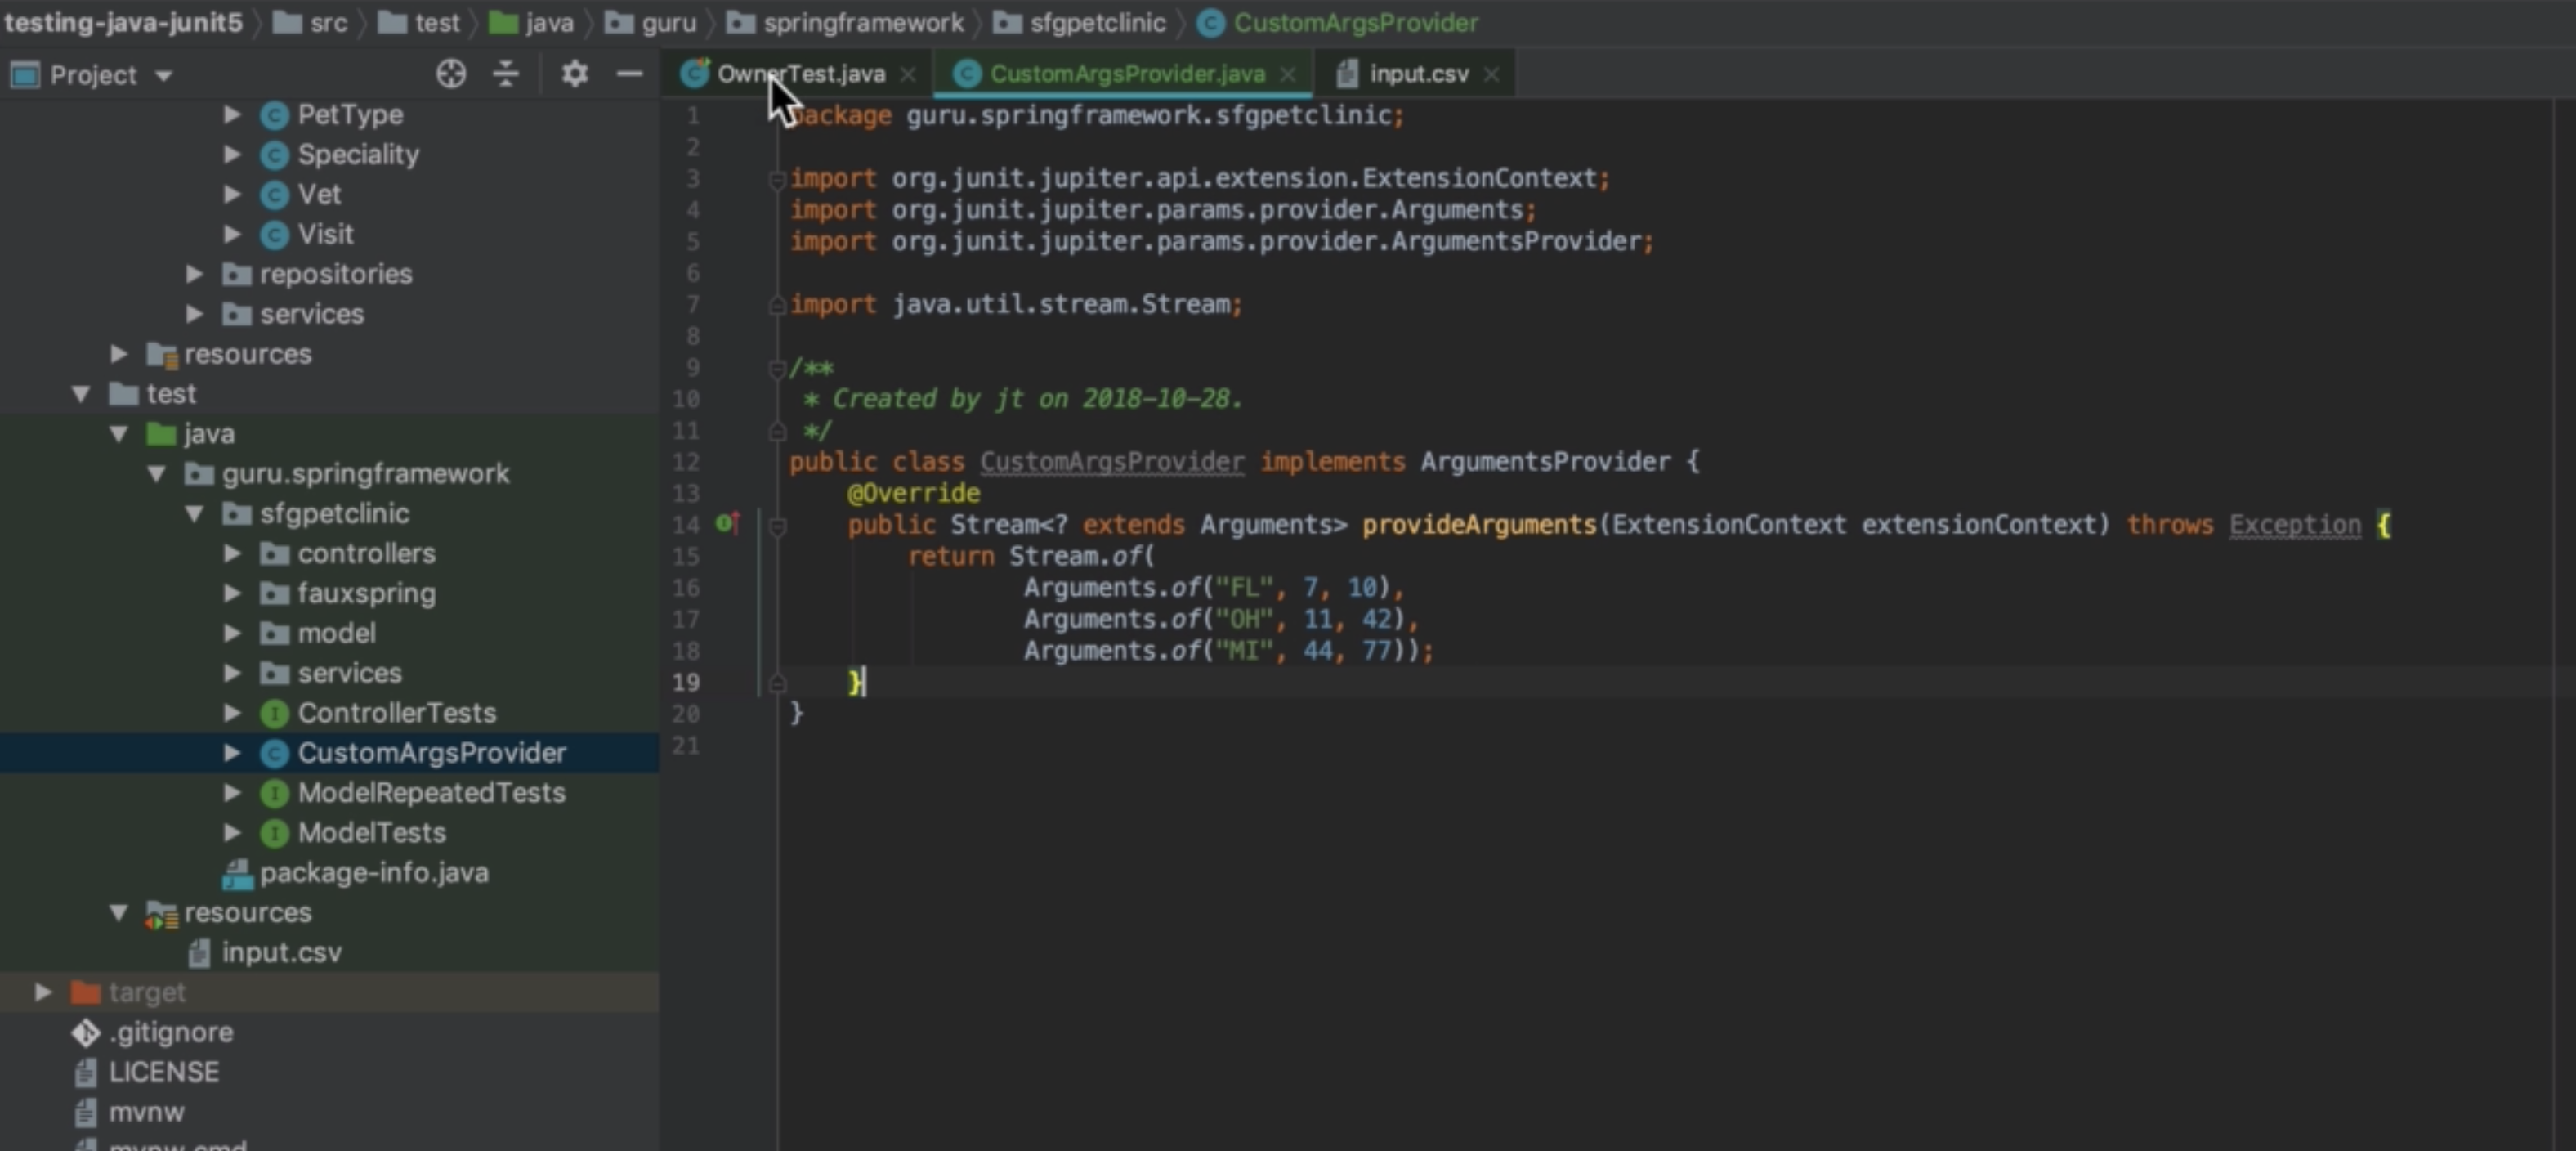 testing-java-junit5 src test java guru springframework sfgpetclinic CustomArgsProvider
Project
OwnerTest.java CustomArgsProvider.java input.csv
PetType
Speciality
Vet
Visit
repositories
services
resources
test
java
guru.springframework
sfgpetclinic
controllers
fauxspring
model
services
ControllerTests
CustomArgsProvider
ModelRepeatedTests
ModelTests
package-info.java
resources
input.csv
target
.gitignore
LICENSE
mvnw
mvnw.cmd
1 package guru.springframework.sfgpetclinic;
2
3 import org.junit.jupiter.api.extension.ExtensionContext;
4 import org.junit.jupiter.params.provider.Arguments;
5 import org.junit.jupiter.params.provider.ArgumentsProvider;
6
7 import java.util.stream.Stream;
8
9 /**
10 * Created by jt on 2018-10-28.
11 */
12 public class CustomArgsProvider implements ArgumentsProvider {
13 @Override
14 public Stream<? extends Arguments> provideArguments(ExtensionContext extensionContext) throws Exception {
15 return Stream.of(
16 Arguments.of("FL", 7, 10),
17 Arguments.of("OH", 11, 42),
18 Arguments.of("MI", 44, 77));
19 }
20 }
21